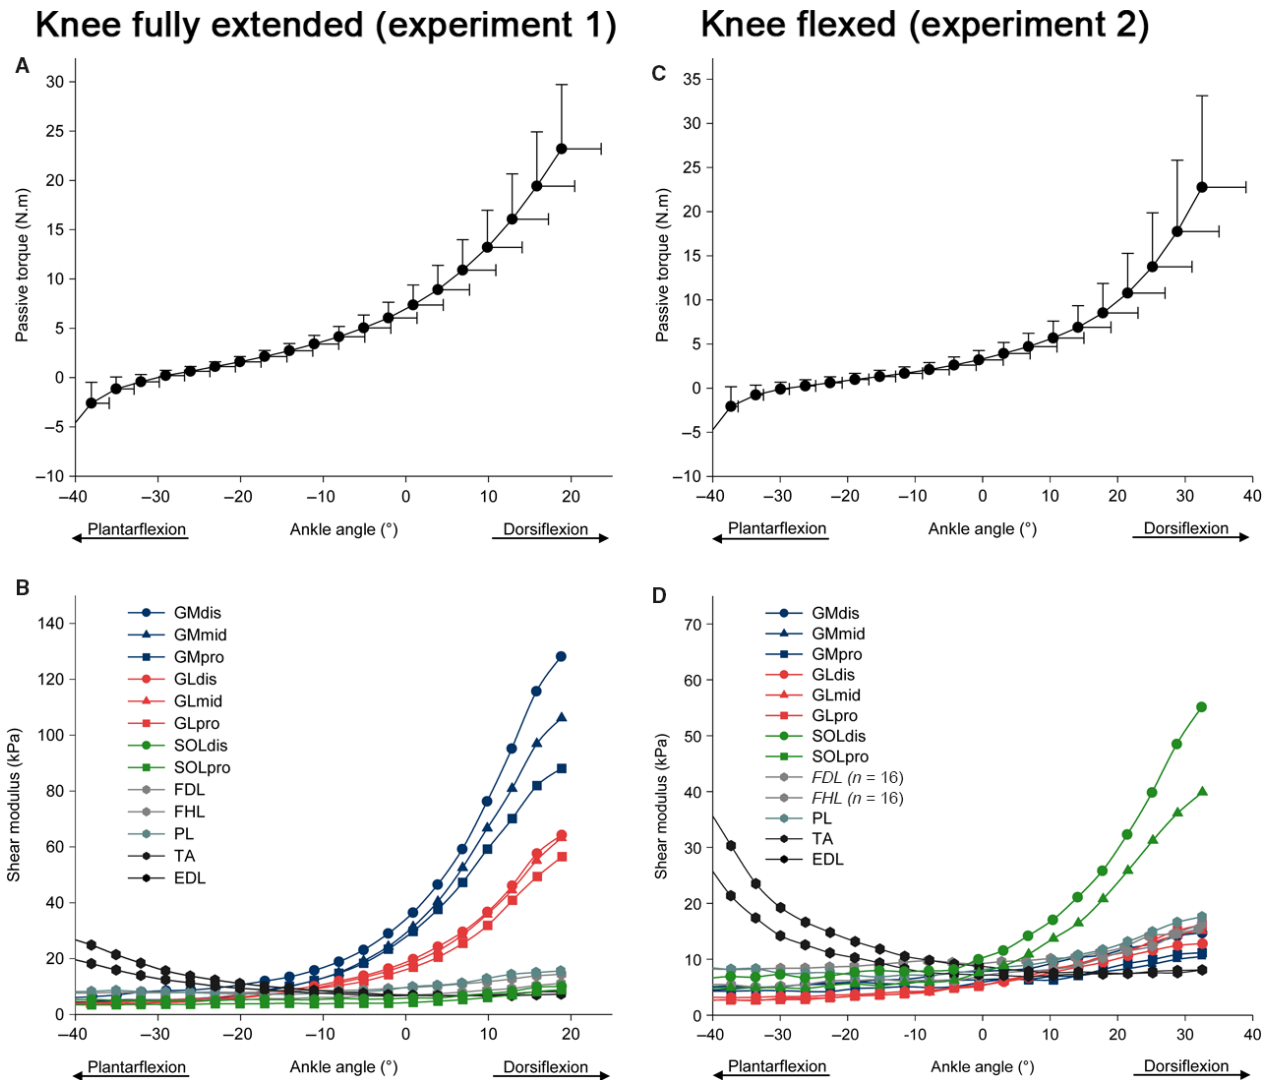 Knee fully extended (experiment 1)
Knee flexed (experiment 2)
A
30
25
20
15
10
5
0
–5
–10
Passive torque (N.m)
–40 –30 –20 –10 0 10 20
Plantarflexion Ankle angle (°) Dorsiflexion
C
35
30
25
20
15
10
5
0
–5
–10
Passive torque (N.m)
–40 –30 –20 -10 0 10 20 30 40
Plantarflexion Ankle angle (°) Dorsiflexion
B
140
120
100
80
60
40
20
0
Shear modulus (kPa)
GMdis
GMmid
GMpro
GLdis
GLmid
GLpro
SOLdis
SOLpro
FDL
FHL
PL
TA
EDL
–40 –30 –20 –10 0 10 20
Plantarflexion Ankle angle (°) Dorsiflexion
D
70
60
50
40
30
20
10
0
Shear modulus (kPa)
GMdis
GMmid
GMpro
GLdis
GLmid
GLpro
SOLdis
SOLpro
FDL (n = 16)
FHL (n = 16)
PL
TA
EDL
–40 –30 –20 -10 0 10 20 30 40
Plantarflexion Ankle angle (°) Dorsiflexion